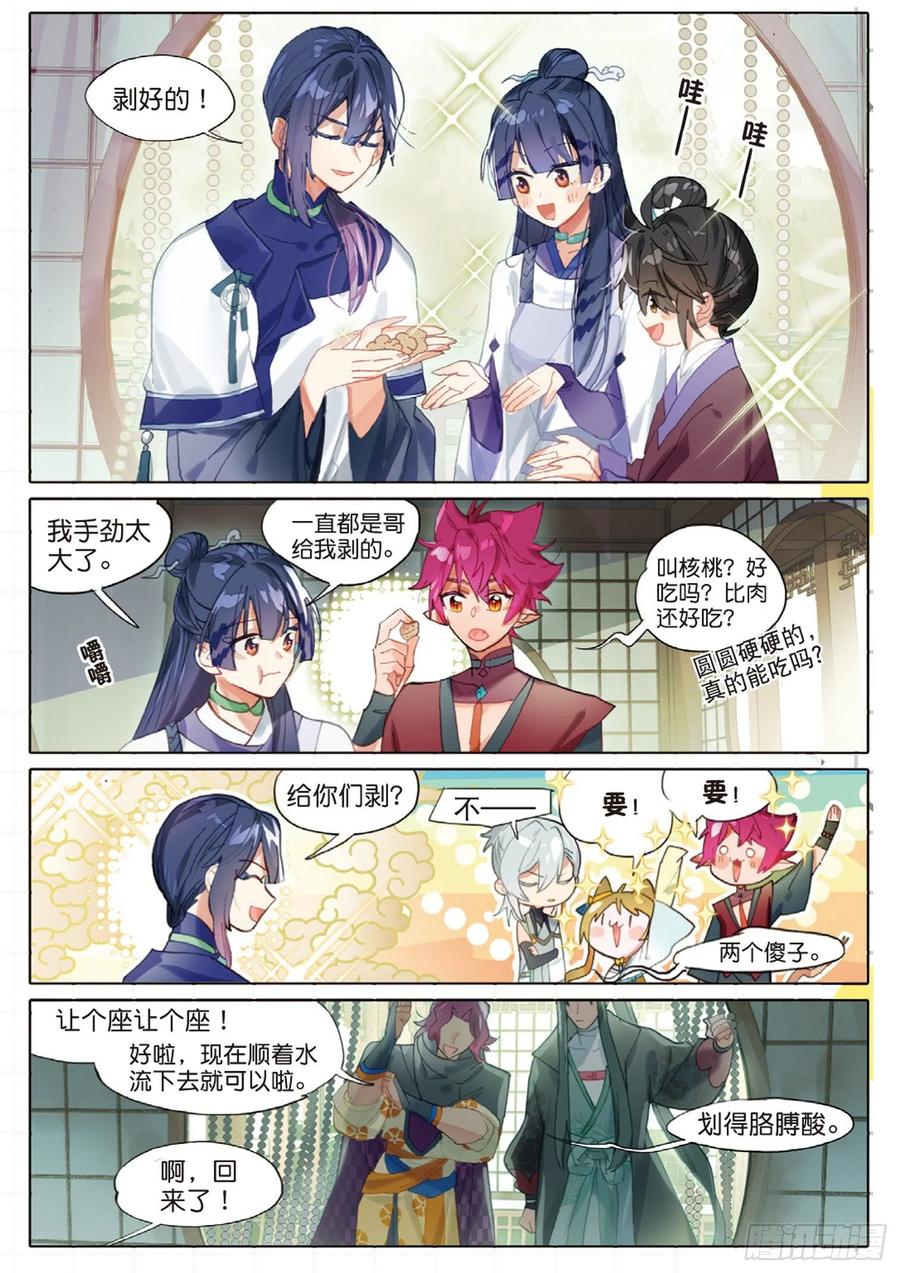 剥好的！
哇——
哇——
我手劲太
大了。
一直都是哥
给我剥的。
嚼嚼
叫核桃？好
吃吗？比肉
还好吃？
圆圆硬硬的，
真的能吃吗？
给你们剥？
不——
要！
要！
两个傻子。
让个座让个座！
好啦，现在顺着水
流下去就可以啦。
划得胳膊酸。
啊，回
来了！
腾讯动漫